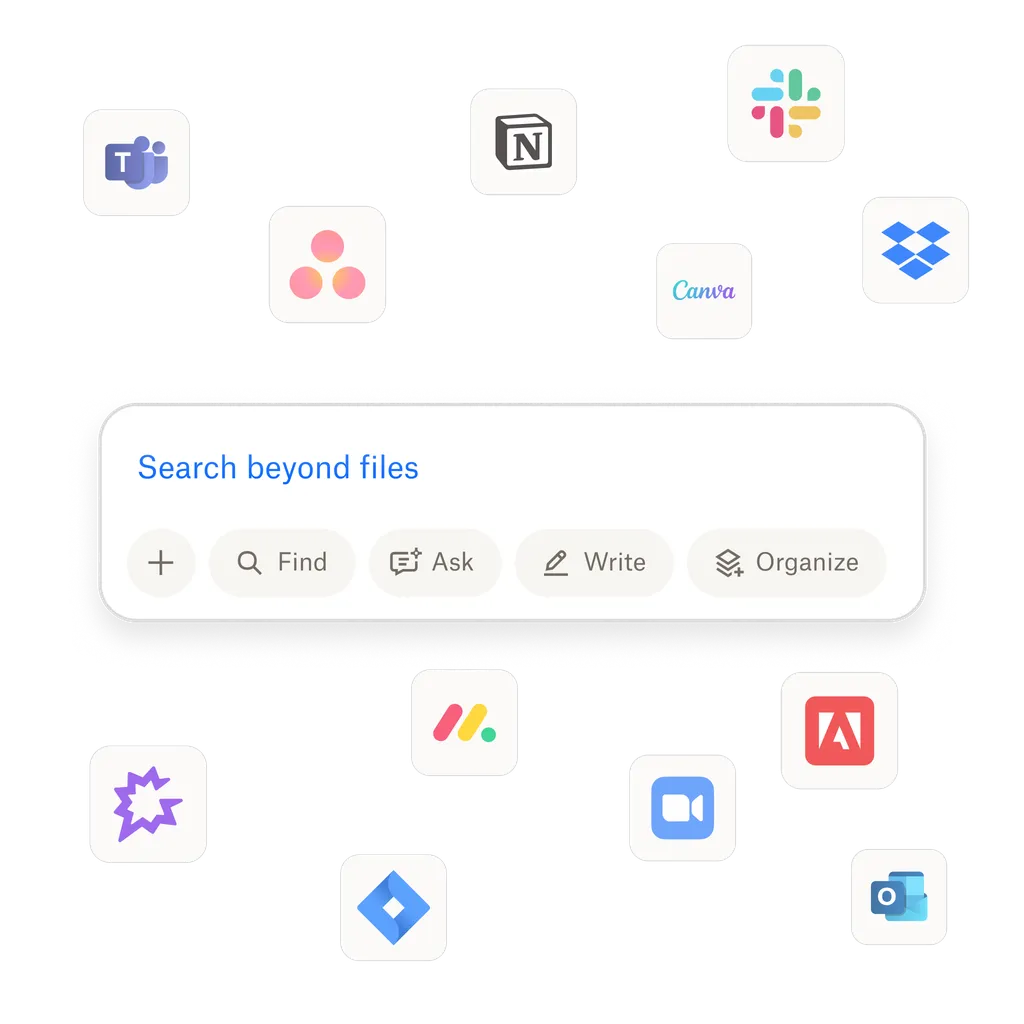 N
T
Canva
Search beyond files
Find
Ask
Write
Organize
O